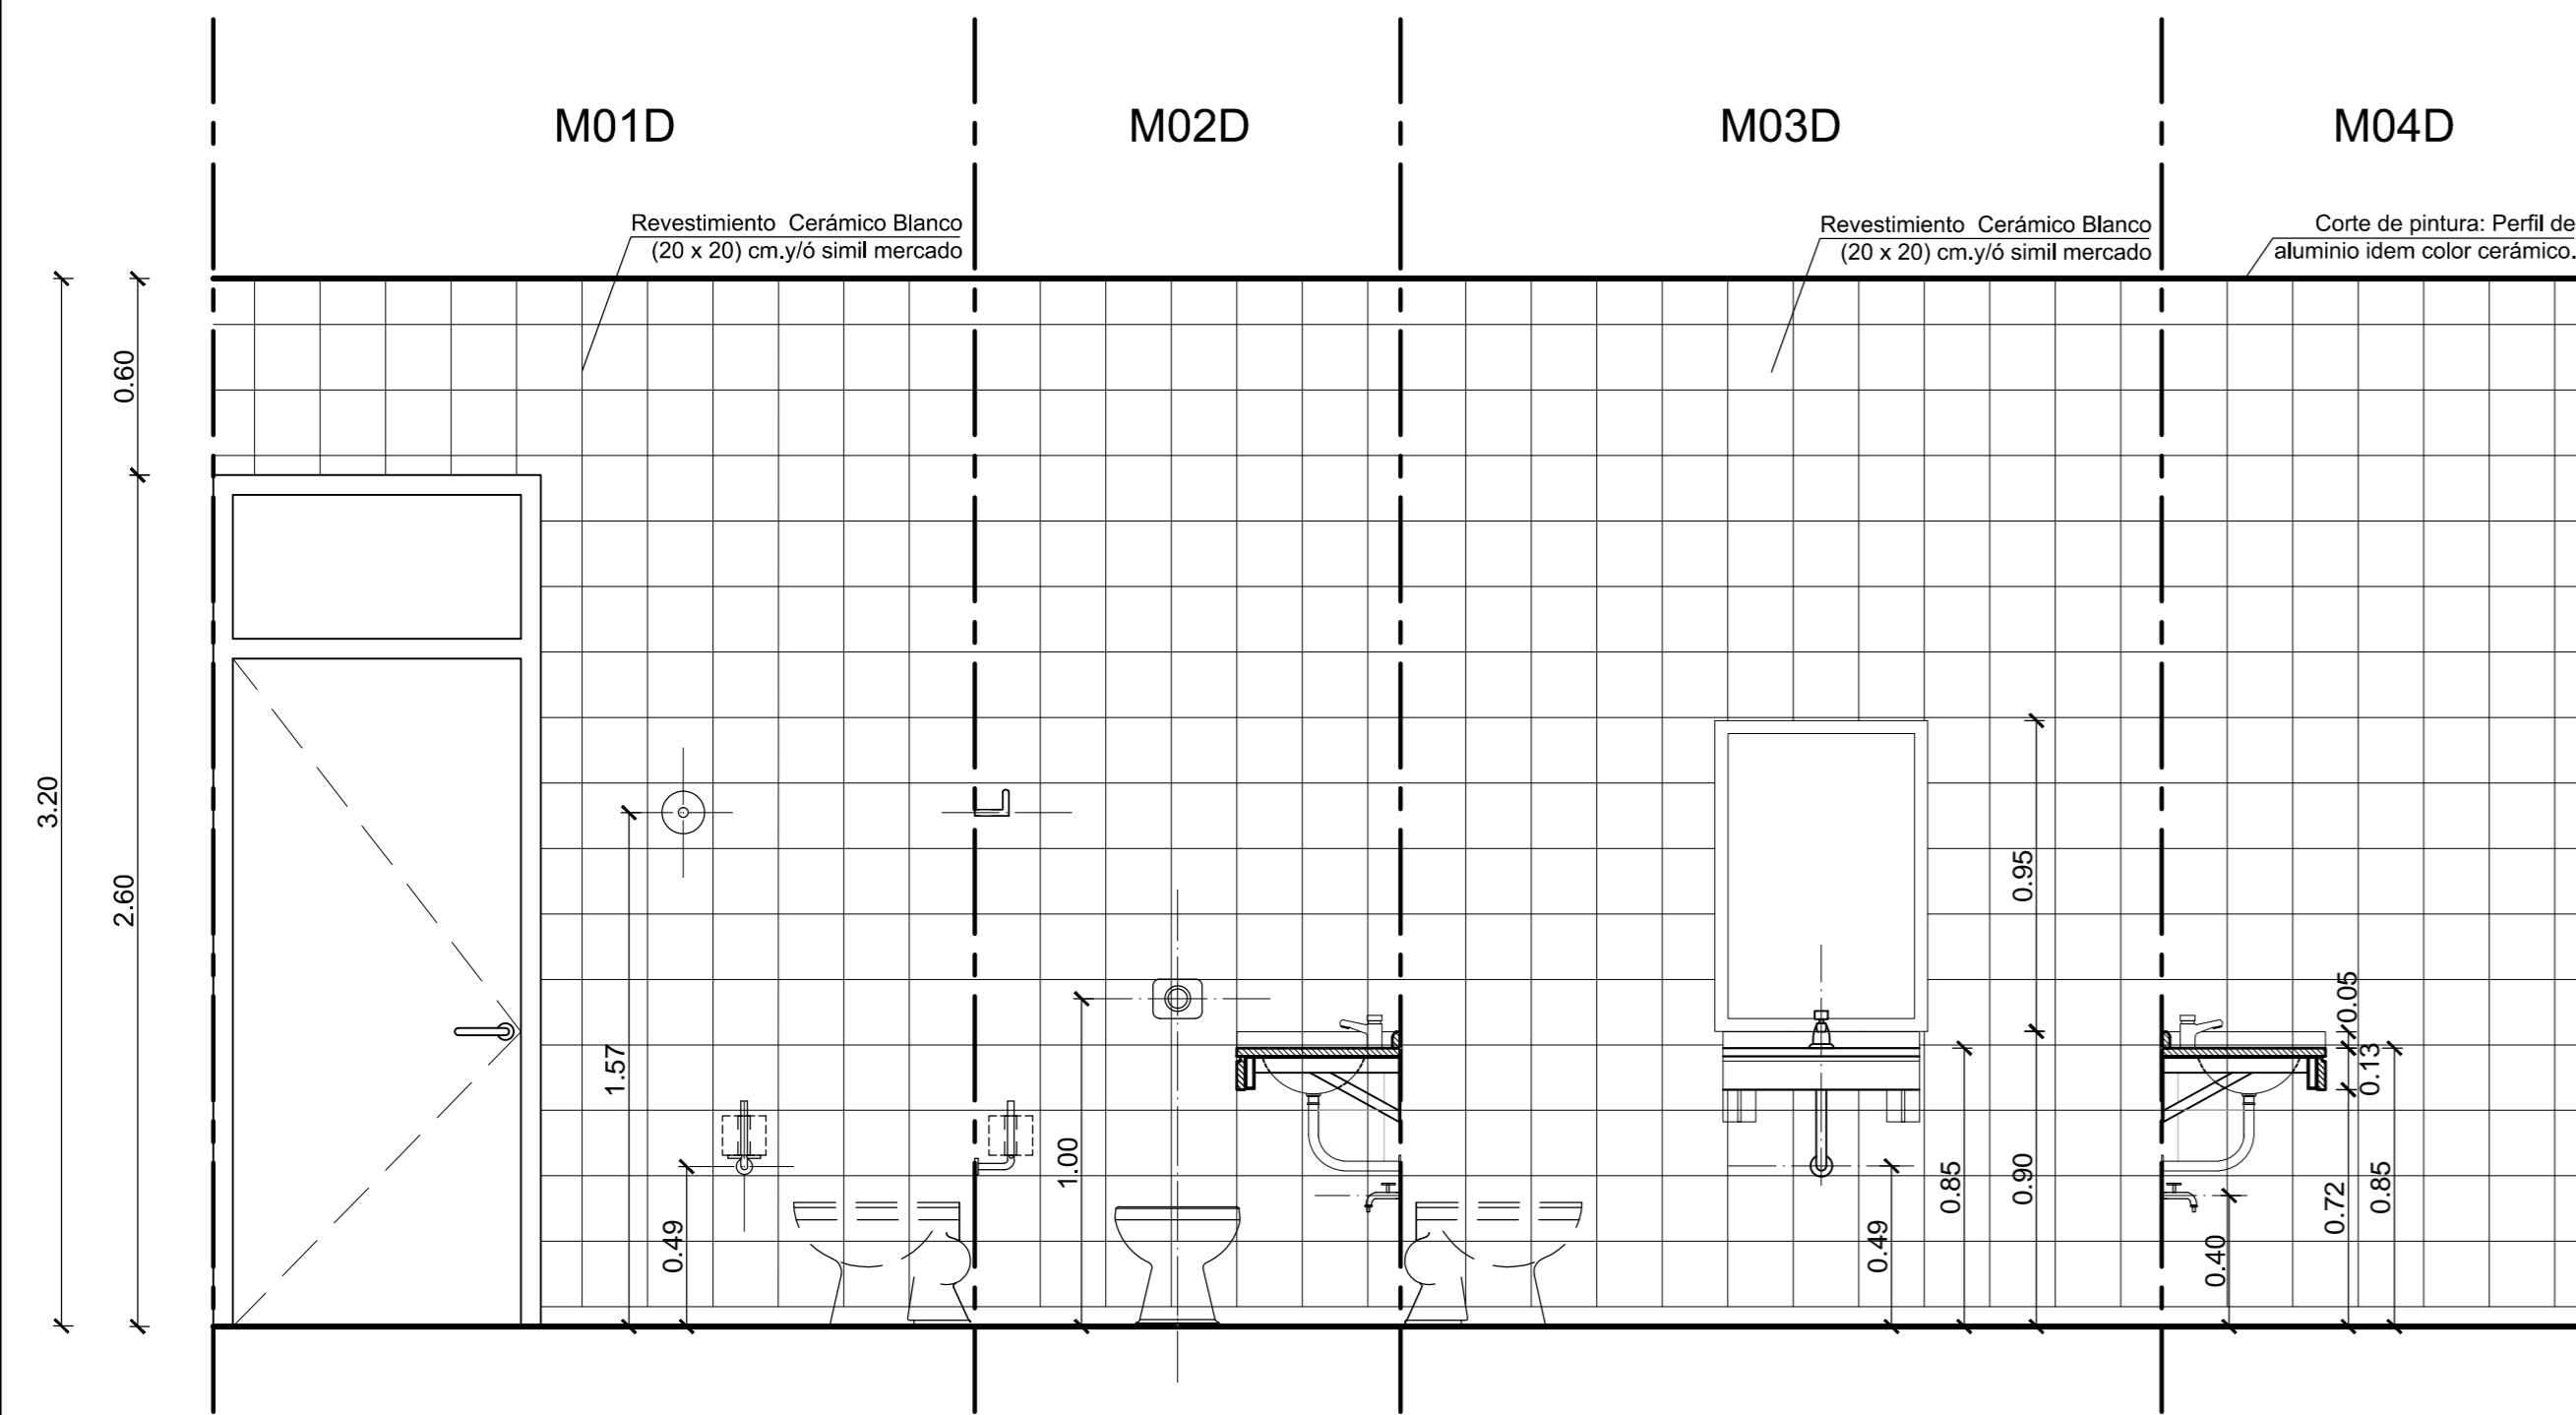 M01D
M02D
M03D
M04D
Revestimiento Cerámico Blanco
(20 x 20) cm.y/ó simil mercado
Revestimiento Cerámico Blanco
(20 x 20) cm.y/ó simil mercado
Corte de pintura: Perfil de
aluminio idem color cerámico.
3.20
0.60
2.60
1.57
0.49
1.00
0.95
0.90
0.85
0.49
0.05
0.13
0.72
0.85
0.40